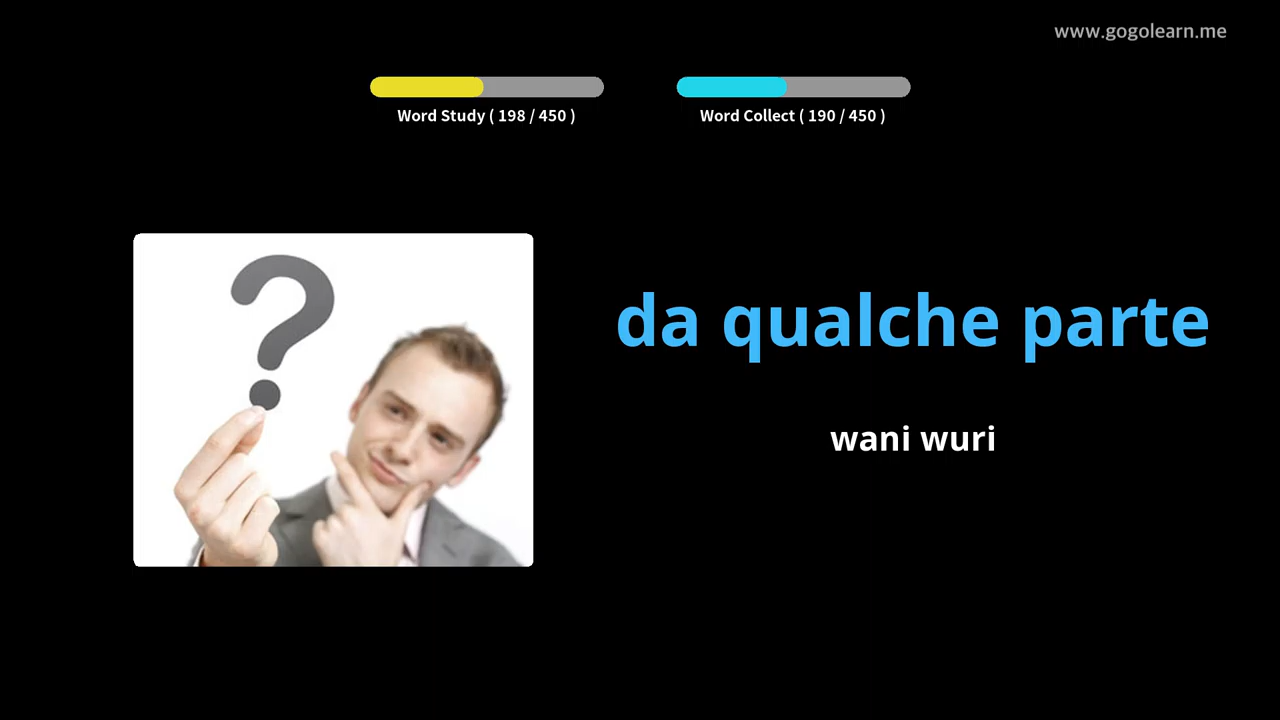 www.gogolearn.me
Word Study ( 198 / 450 )
Word Collect ( 190 / 450 )
da qualche parte
wani wuri